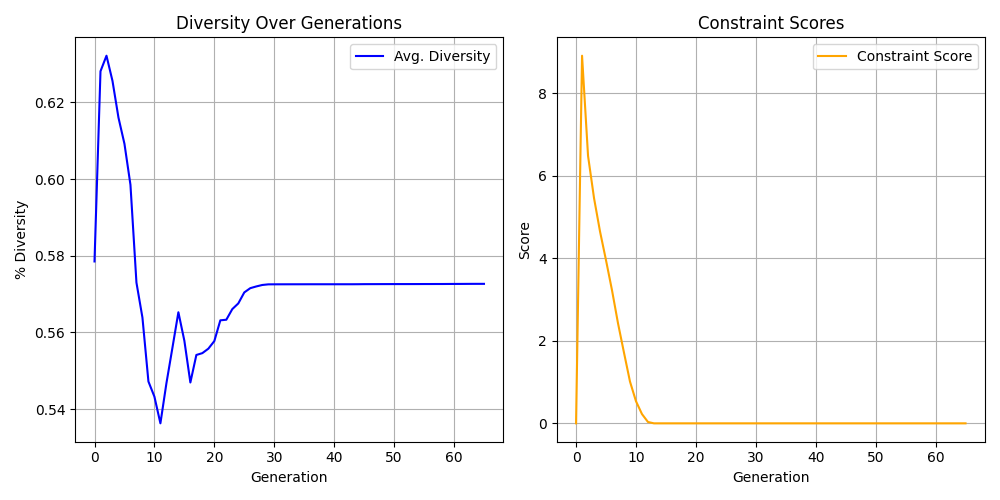 Diversity Over Generations
Avg. Diversity
% Diversity
0.62
0.60
0.58
0.56
0.54
0 10 20 30 40 50 60
Generation
Constraint Scores
Constraint Score
Score
8
6
4
2
0
0 10 20 30 40 50 60
Generation